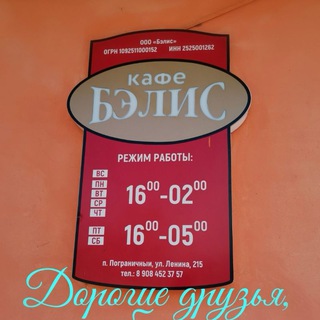 ООО «Бэлис»
ОГРН 1092511000152 ИНН 2525001262
кафе
БЭЛИС
РЕЖИМ РАБОТЫ:
ВС
ПН
ВТ
СР
ЧТ
16⁰⁰-02⁰⁰
ПТ
СБ
16⁰⁰-05⁰⁰
п. Пограничный, ул. Ленина, 215
тел.: 8 908 452 37 57
Дорогие друзья,